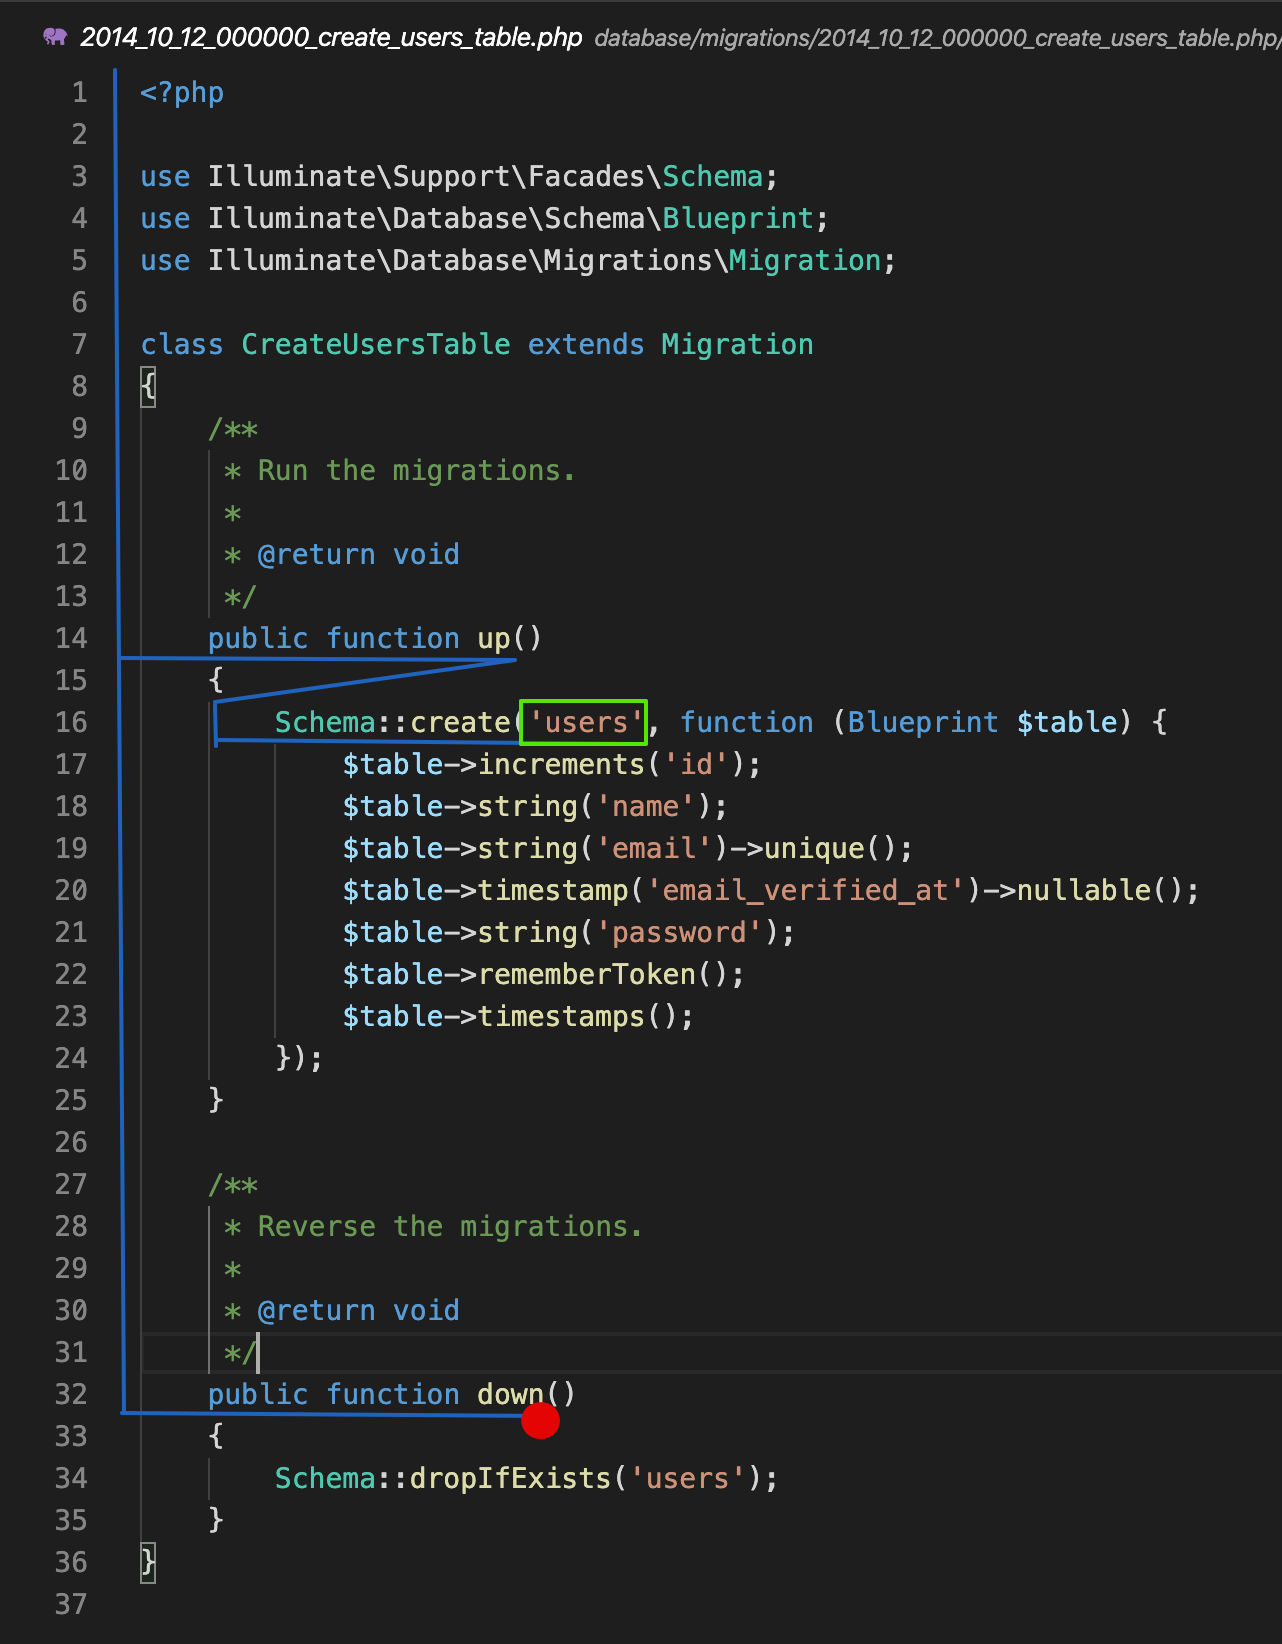 2014_10_12_000000_create_users_table.php database/migrations/2014_10_12_000000_create_users_table.php/
1 <?php
2
3 use Illuminate\Support\Facades\Schema;
4 use Illuminate\Database\Schema\Blueprint;
5 use Illuminate\Database\Migrations\Migration;
6
7 class CreateUsersTable extends Migration
8 {
9     /**
10      * Run the migrations.
11      *
12      * @return void
13      */
14     public function up()
15     {
16         Schema::create('users', function (Blueprint $table) {
17             $table->increments('id');
18             $table->string('name');
19             $table->string('email')->unique();
20             $table->timestamp('email_verified_at')->nullable();
21             $table->string('password');
22             $table->rememberToken();
23             $table->timestamps();
24         });
25     }
26
27     /**
28      * Reverse the migrations.
29      *
30      * @return void
31      */
32     public function down()
33     {
34         Schema::dropIfExists('users');
35     }
36 }
37